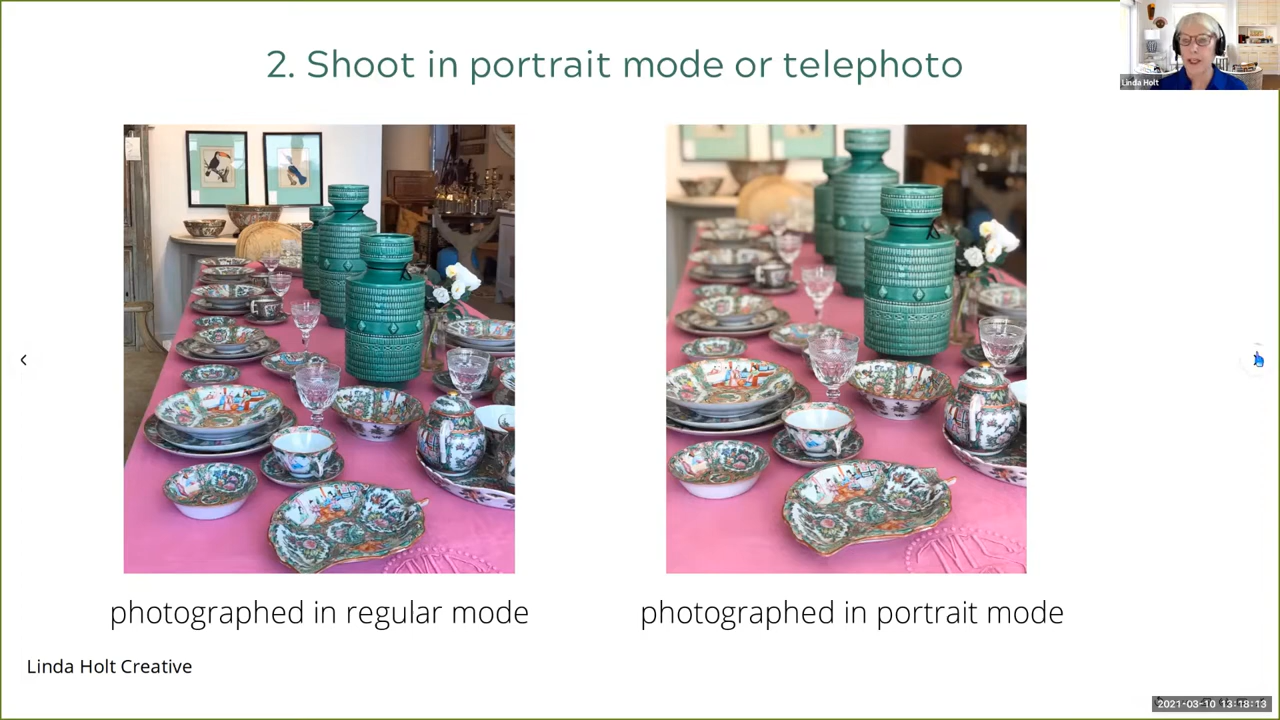 2. Shoot in portrait mode or telephoto
Linda Holt
photographed in regular mode
photographed in portrait mode
Linda Holt Creative
2021-03-10 13:18:13